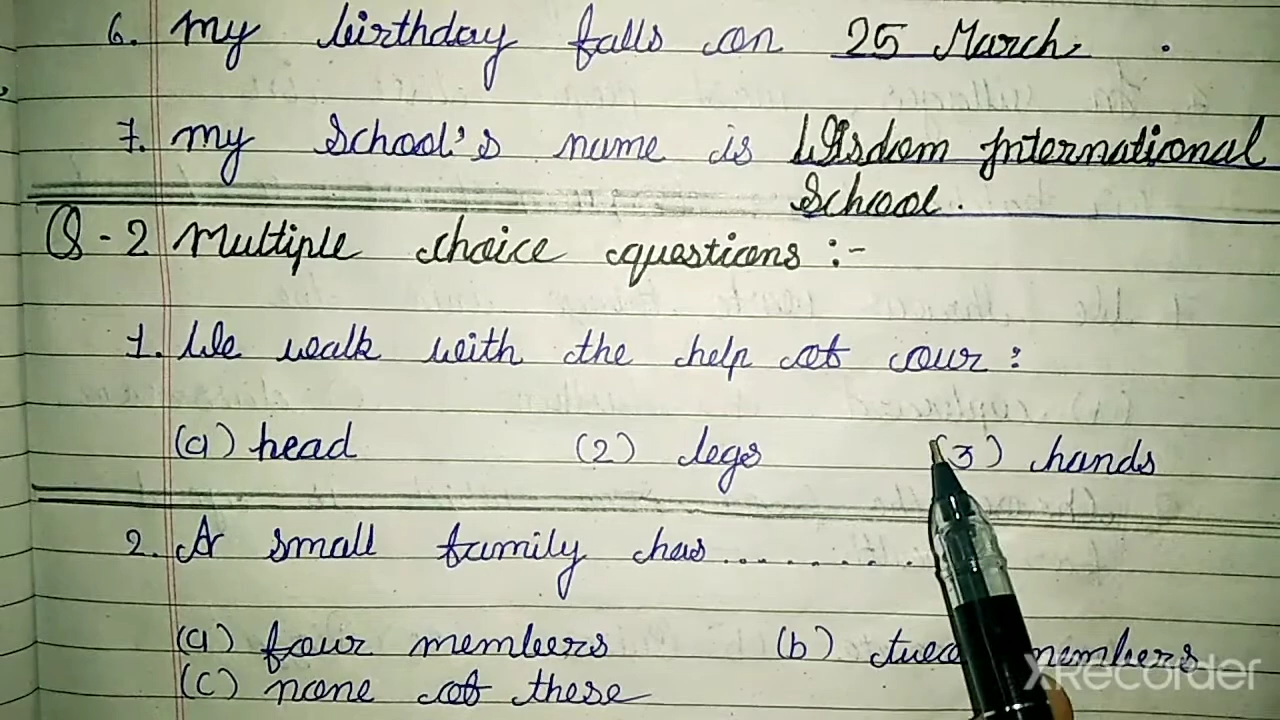 6. My birthday falls on 25 March .
7. My School's name is Wisdom International
School.
Q-2 Multiple choice questions :-
1. We walk with the help of our :
(a) head (2) legs (3) hands
2. A small family has.........
(a) four members (b) two members
(c) none of these
XRecorder